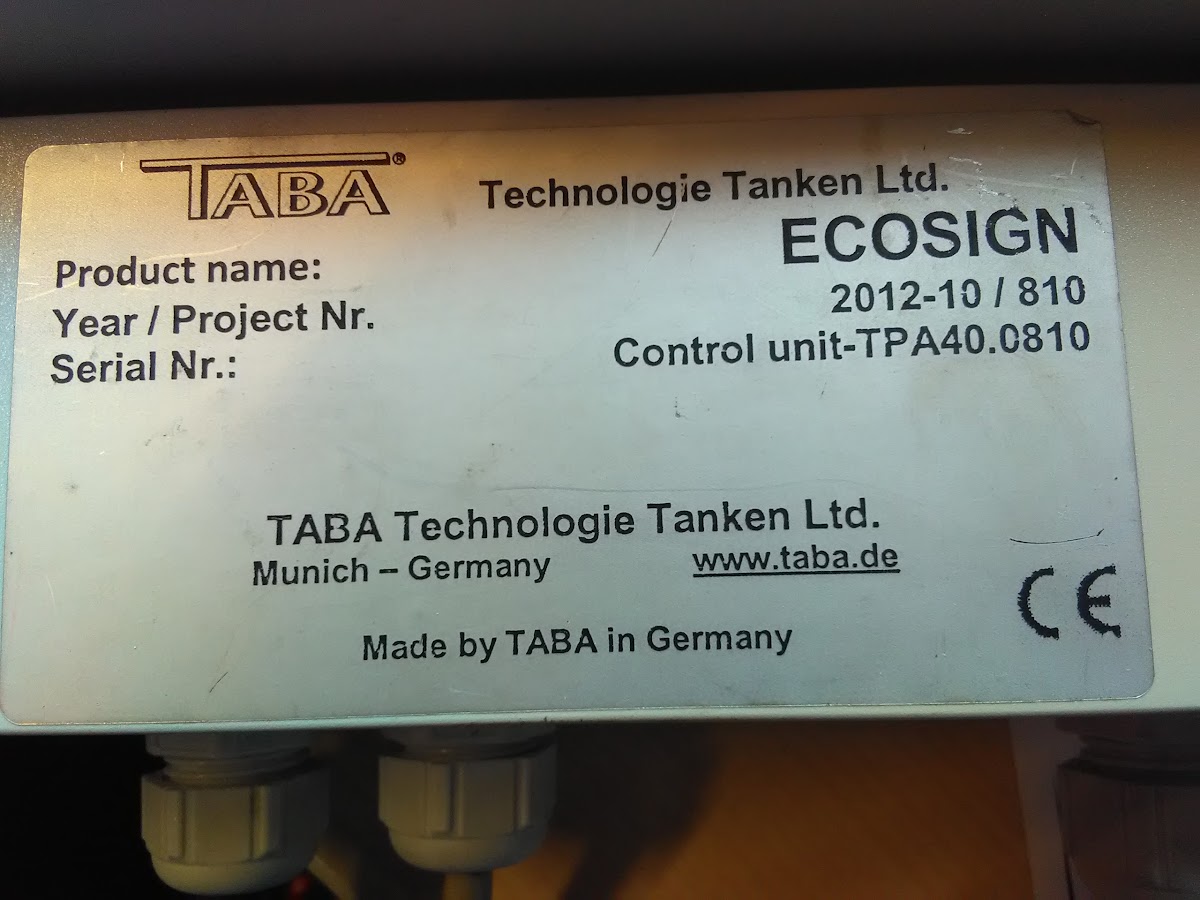 TABA® Technologie Tanken Ltd.
Product name: ECOSIGN
Year / Project Nr. 2012-10 / 810
Serial Nr.: Control unit-TPA40.0810
TABA Technologie Tanken Ltd.
Munich – Germany www.taba.de
Made by TABA in Germany
CE